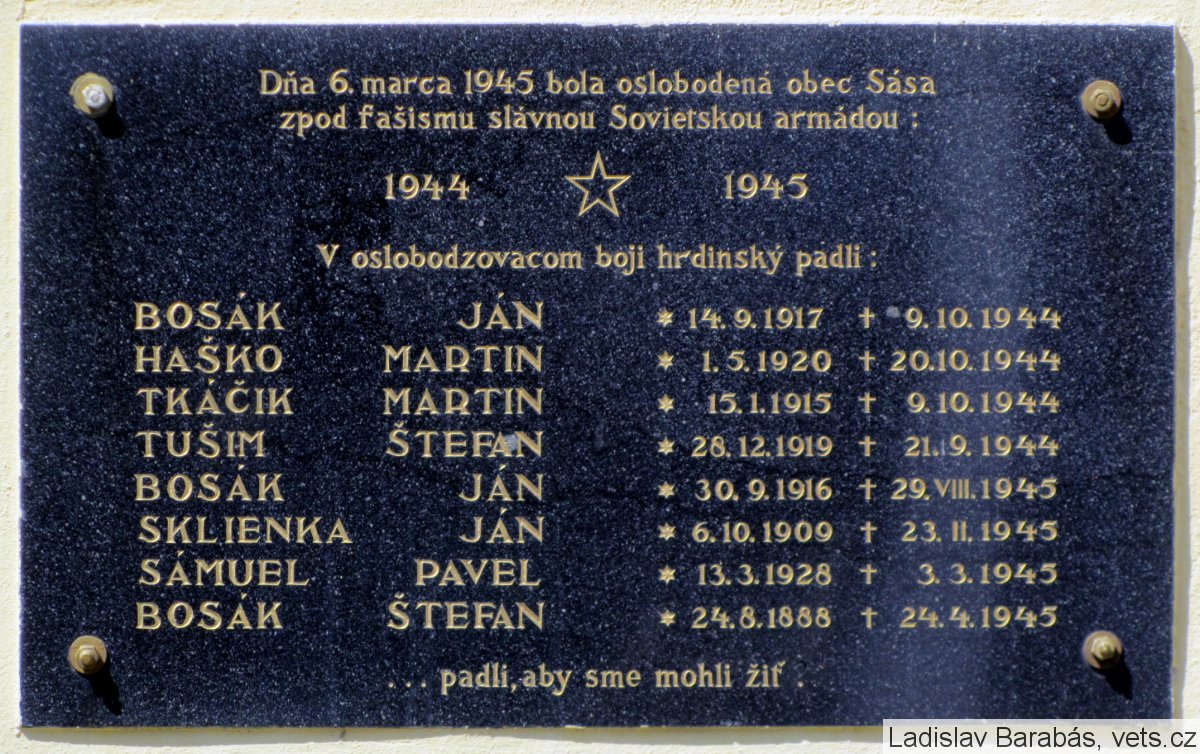 Dňa 6. marca 1945 bola oslobodená obec Sása
zpod fašismu slávnou Sovietskou armádou :
1944 1945
V oslobodzovacom boji hrdinský padli :
BOSÁK JÁN * 14. 9. 1917 † 9. 10. 1944
HAŠKO MARTIN * 1. 5. 1920 † 20. 10. 1944
TKÁČIK MARTIN * 15. 1. 1915 † 9. 10. 1944
TUŠIM ŠTEFAN * 28. 12. 1919 † 21. 9. 1944
BOSÁK JÁN * 30. 9. 1916 † 29. VIII. 1945
SKLIENKA JÁN * 6. 10. 1909 † 23. II. 1945
SÁMUEL PAVEL * 13. 3. 1928 † 3. 3. 1945
BOSÁK ŠTEFAN * 24. 8. 1888 † 24. 4. 1945
... padli, aby sme mohli žiť .
Ladislav Barabás, vets.cz